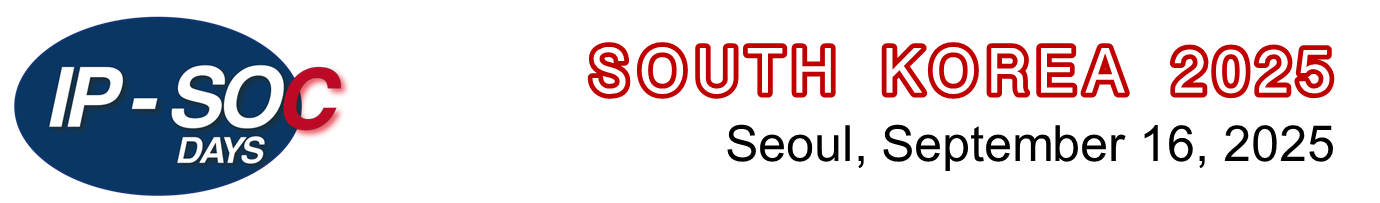 IP - SOC
DAYS
SOUTH KOREA 2025
Seoul, September 16, 2025